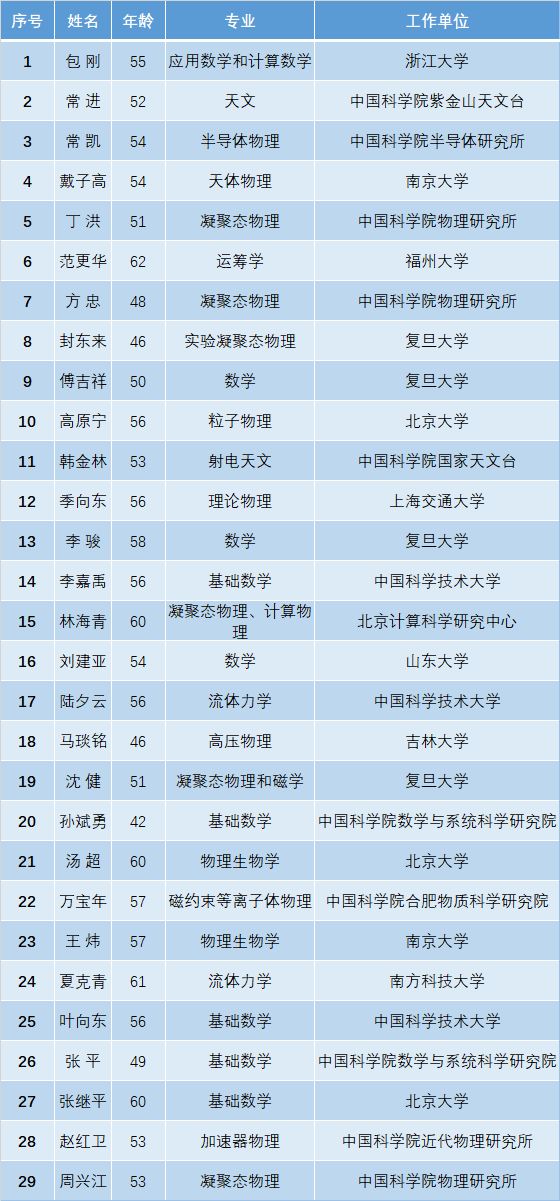 序号 姓名 年龄 专业 工作单位
1 包 刚 55 应用数学和计算数学 浙江大学
2 常 进 52 天文 中国科学院紫金山天文台
3 常 凯 54 半导体物理 中国科学院半导体研究所
4 戴子高 54 天体物理 南京大学
5 丁 洪 51 凝聚态物理 中国科学院物理研究所
6 范更华 62 运筹学 福州大学
7 方 忠 48 凝聚态物理 中国科学院物理研究所
8 封东来 46 实验凝聚态物理 复旦大学
9 傅吉祥 50 数学 复旦大学
10 高原宁 56 粒子物理 北京大学
11 韩金林 53 射电天文 中国科学院国家天文台
12 季向东 56 理论物理 上海交通大学
13 李 骏 58 数学 复旦大学
14 李嘉禹 56 基础数学 中国科学技术大学
15 林海青 60 凝聚态物理、计算物
理 北京计算科学研究中心
16 刘建亚 54 数学 山东大学
17 陆夕云 56 流体力学 中国科学技术大学
18 马琰铭 46 高压物理 吉林大学
19 沈 健 51 凝聚态物理和磁学 复旦大学
20 孙斌勇 42 基础数学 中国科学院数学与系统科学研究院
21 汤 超 60 物理生物学 北京大学
22 万宝年 57 磁约束等离子体物理 中国科学院合肥物质科学研究院
23 王 炜 57 物理生物学 南京大学
24 夏克青 61 流体力学 南方科技大学
25 叶向东 56 基础数学 中国科学技术大学
26 张 平 49 基础数学 中国科学院数学与系统科学研究院
27 张继平 60 基础数学 北京大学
28 赵红卫 53 加速器物理 中国科学院近代物理研究所
29 周兴江 53 凝聚态物理 中国科学院物理研究所